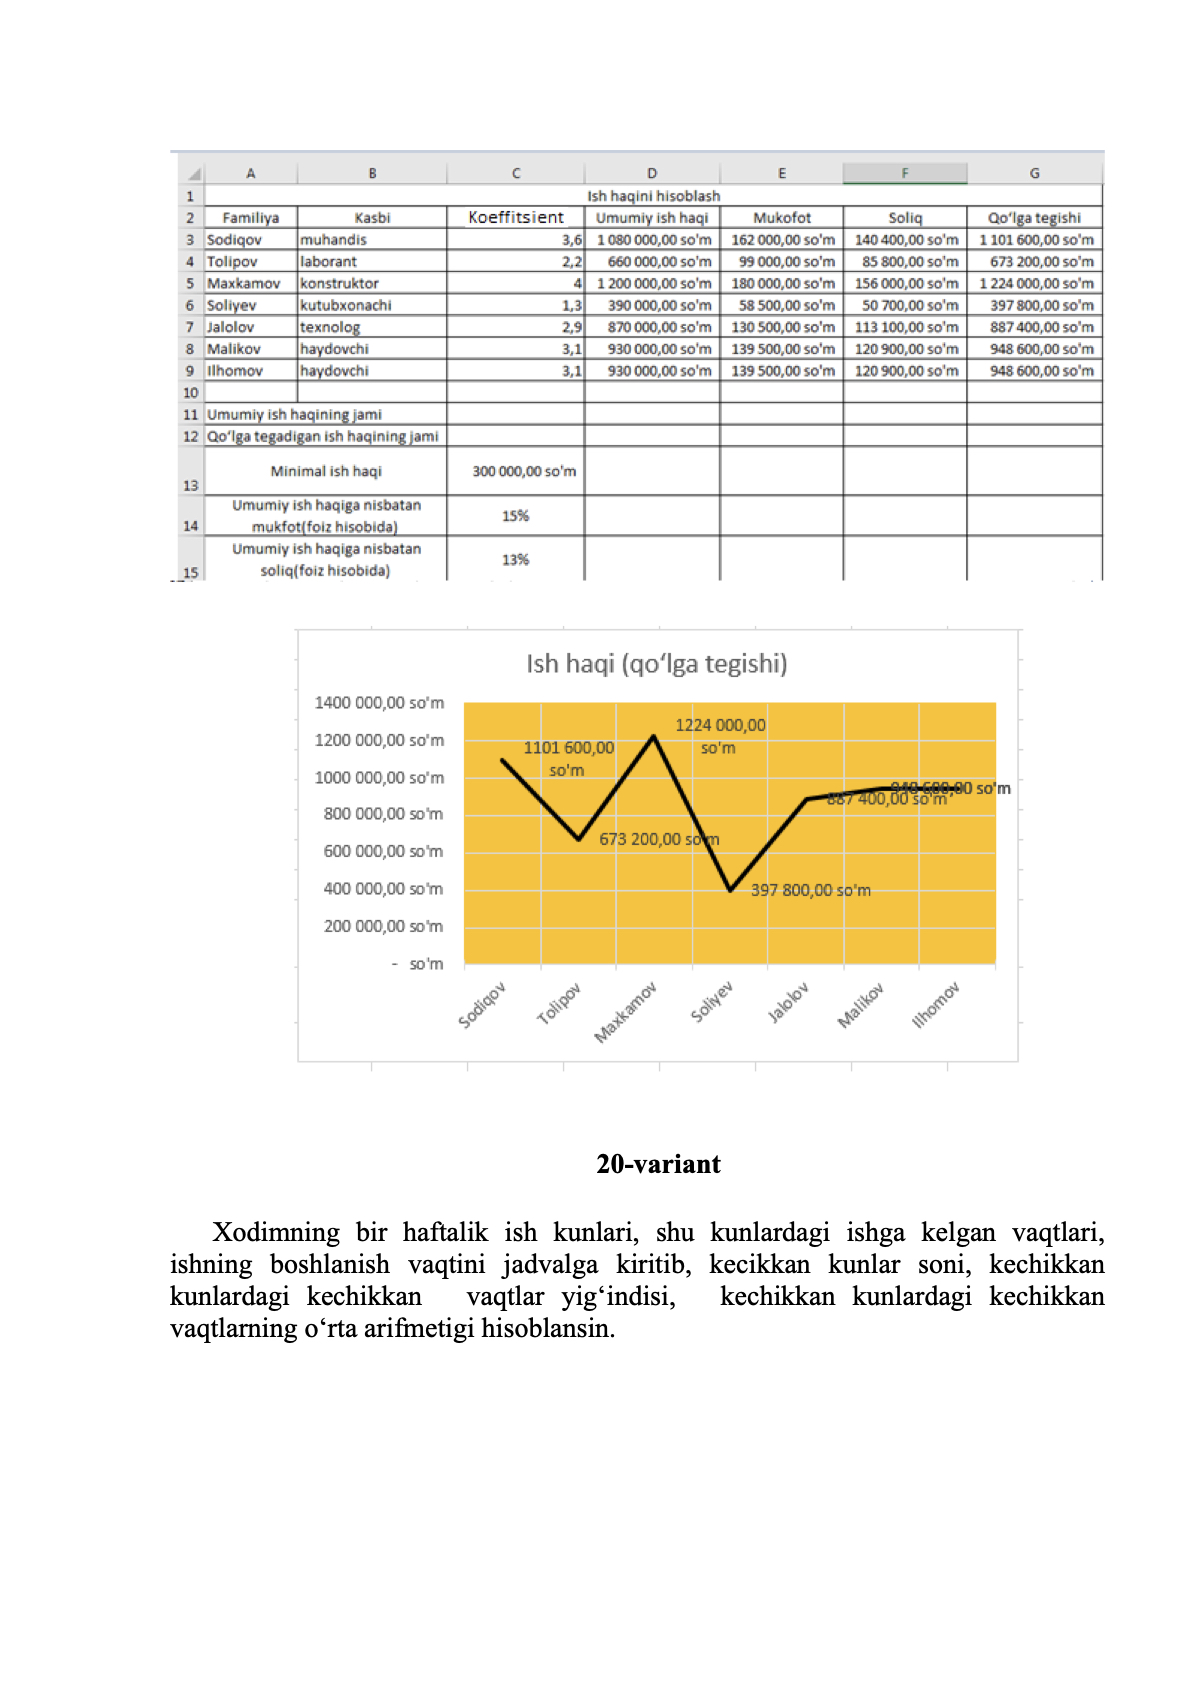 A B C D E F G
1 Ish haqini hisoblash
2 Familiya Kasbi Koeffitsient Umumiy ish haqi Mukofot Soliq Qo‘lga tegishi
3 Sodiqov muhandis 3,6 1 080 000,00 so'm 162 000,00 so'm 140 400,00 so'm 1 101 600,00 so'm
4 Tolipov laborant 2,2 660 000,00 so'm 99 000,00 so'm 85 800,00 so'm 673 200,00 so'm
5 Maxkamov konstruktor 4 1 200 000,00 so'm 180 000,00 so'm 156 000,00 so'm 1 224 000,00 so'm
6 Soliyev kutubxonachi 1,3 390 000,00 so'm 58 500,00 so'm 50 700,00 so'm 397 800,00 so'm
7 Jalolov texnolog 2,9 870 000,00 so'm 130 500,00 so'm 113 100,00 so'm 887 400,00 so'm
8 Malikov haydovchi 3,1 930 000,00 so'm 139 500,00 so'm 120 900,00 so'm 948 600,00 so'm
9 Ilhomov haydovchi 3,1 930 000,00 so'm 139 500,00 so'm 120 900,00 so'm 948 600,00 so'm
10
11 Umumiy ish haqining jami
12 Qo‘lga tegadigan ish haqining jami
13 Minimal ish haqi 300 000,00 so'm
Umumiy ish haqiga nisbatan
14 mukfot(foiz hisobida) 15%
Umumiy ish haqiga nisbatan
15 soliq(foiz hisobida) 13%
Ish haqi (qo‘lga tegishi)
1400 000,00 so'm
1200 000,00 so'm
1000 000,00 so'm
800 000,00 so'm
600 000,00 so'm
400 000,00 so'm
200 000,00 so'm
- so'm
1101 600,00
so'm
673 200,00 so'm
1224 000,00
so'm
397 800,00 so'm
887 400,00 so'm
948 600,00 so'm
Sodiqov
Tolipov
Maxkamov
Soliyev
Jalolov
Malikov
Ilhomov
20-variant
Xodimning bir haftalik ish kunlari, shu kunlardagi ishga kelgan vaqtlari,
ishning boshlanish vaqtini jadvalga kiritib, kecikkan kunlar soni, kechikkan
kunlardagi kechikkan vaqtlar yig‘indisi, kechikkan kunlardagi kechikkan
vaqtlarning o‘rta arifmetigi hisoblansin.